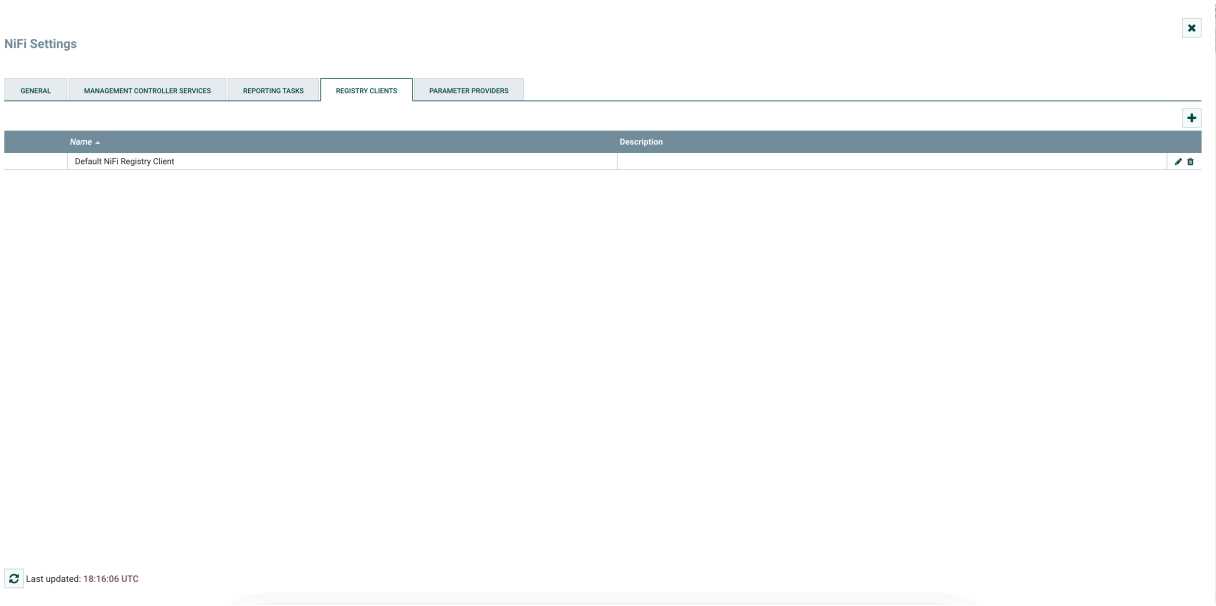 NiFi Settings
GENERAL MANAGEMENT CONTROLLER SERVICES REPORTING TASKS REGISTRY CLIENTS PARAMETER PROVIDERS
Name Description
Default NiFi Registry Client
Last updated: 18:16:06 UTC